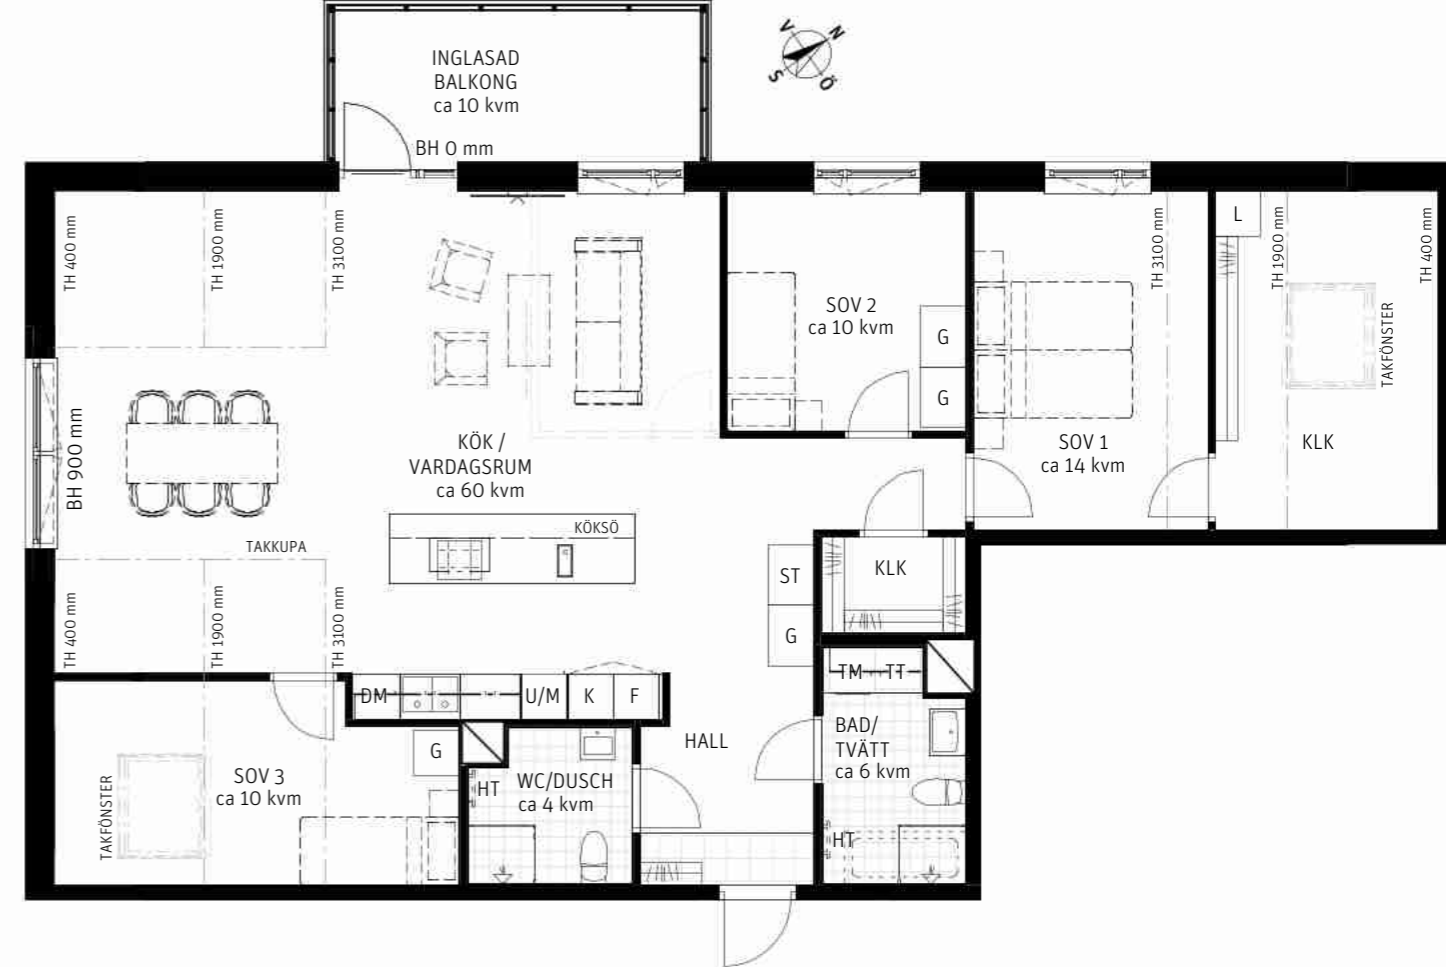 INGLASAD
BALKONG
ca 10 kvm
V
N
S
Ö
BH 0 mm
TH 400 mm
TH 1900 mm
TH 3100 mm
TH 3100 mm
L
TH 1900 mm
TH 400 mm
TAKFÖNSTER
SOV 2
ca 10 kvm
G
G
BH 900 mm
KÖK /
VARDAGSRUM
ca 60 kvm
SOV 1
ca 14 kvm
KLK
KÖKSÖ
TAKKUPA
ST
G
KLK
TH 400 mm
TH 1900 mm
TH 3100 mm
DM
U/M
K
F
TM
TT
G
HALL
BAD/
TVÄTT
ca 6 kvm
TAKFÖNSTER
SOV 3
ca 10 kvm
HT
WC/DUSCH
ca 4 kvm
HT